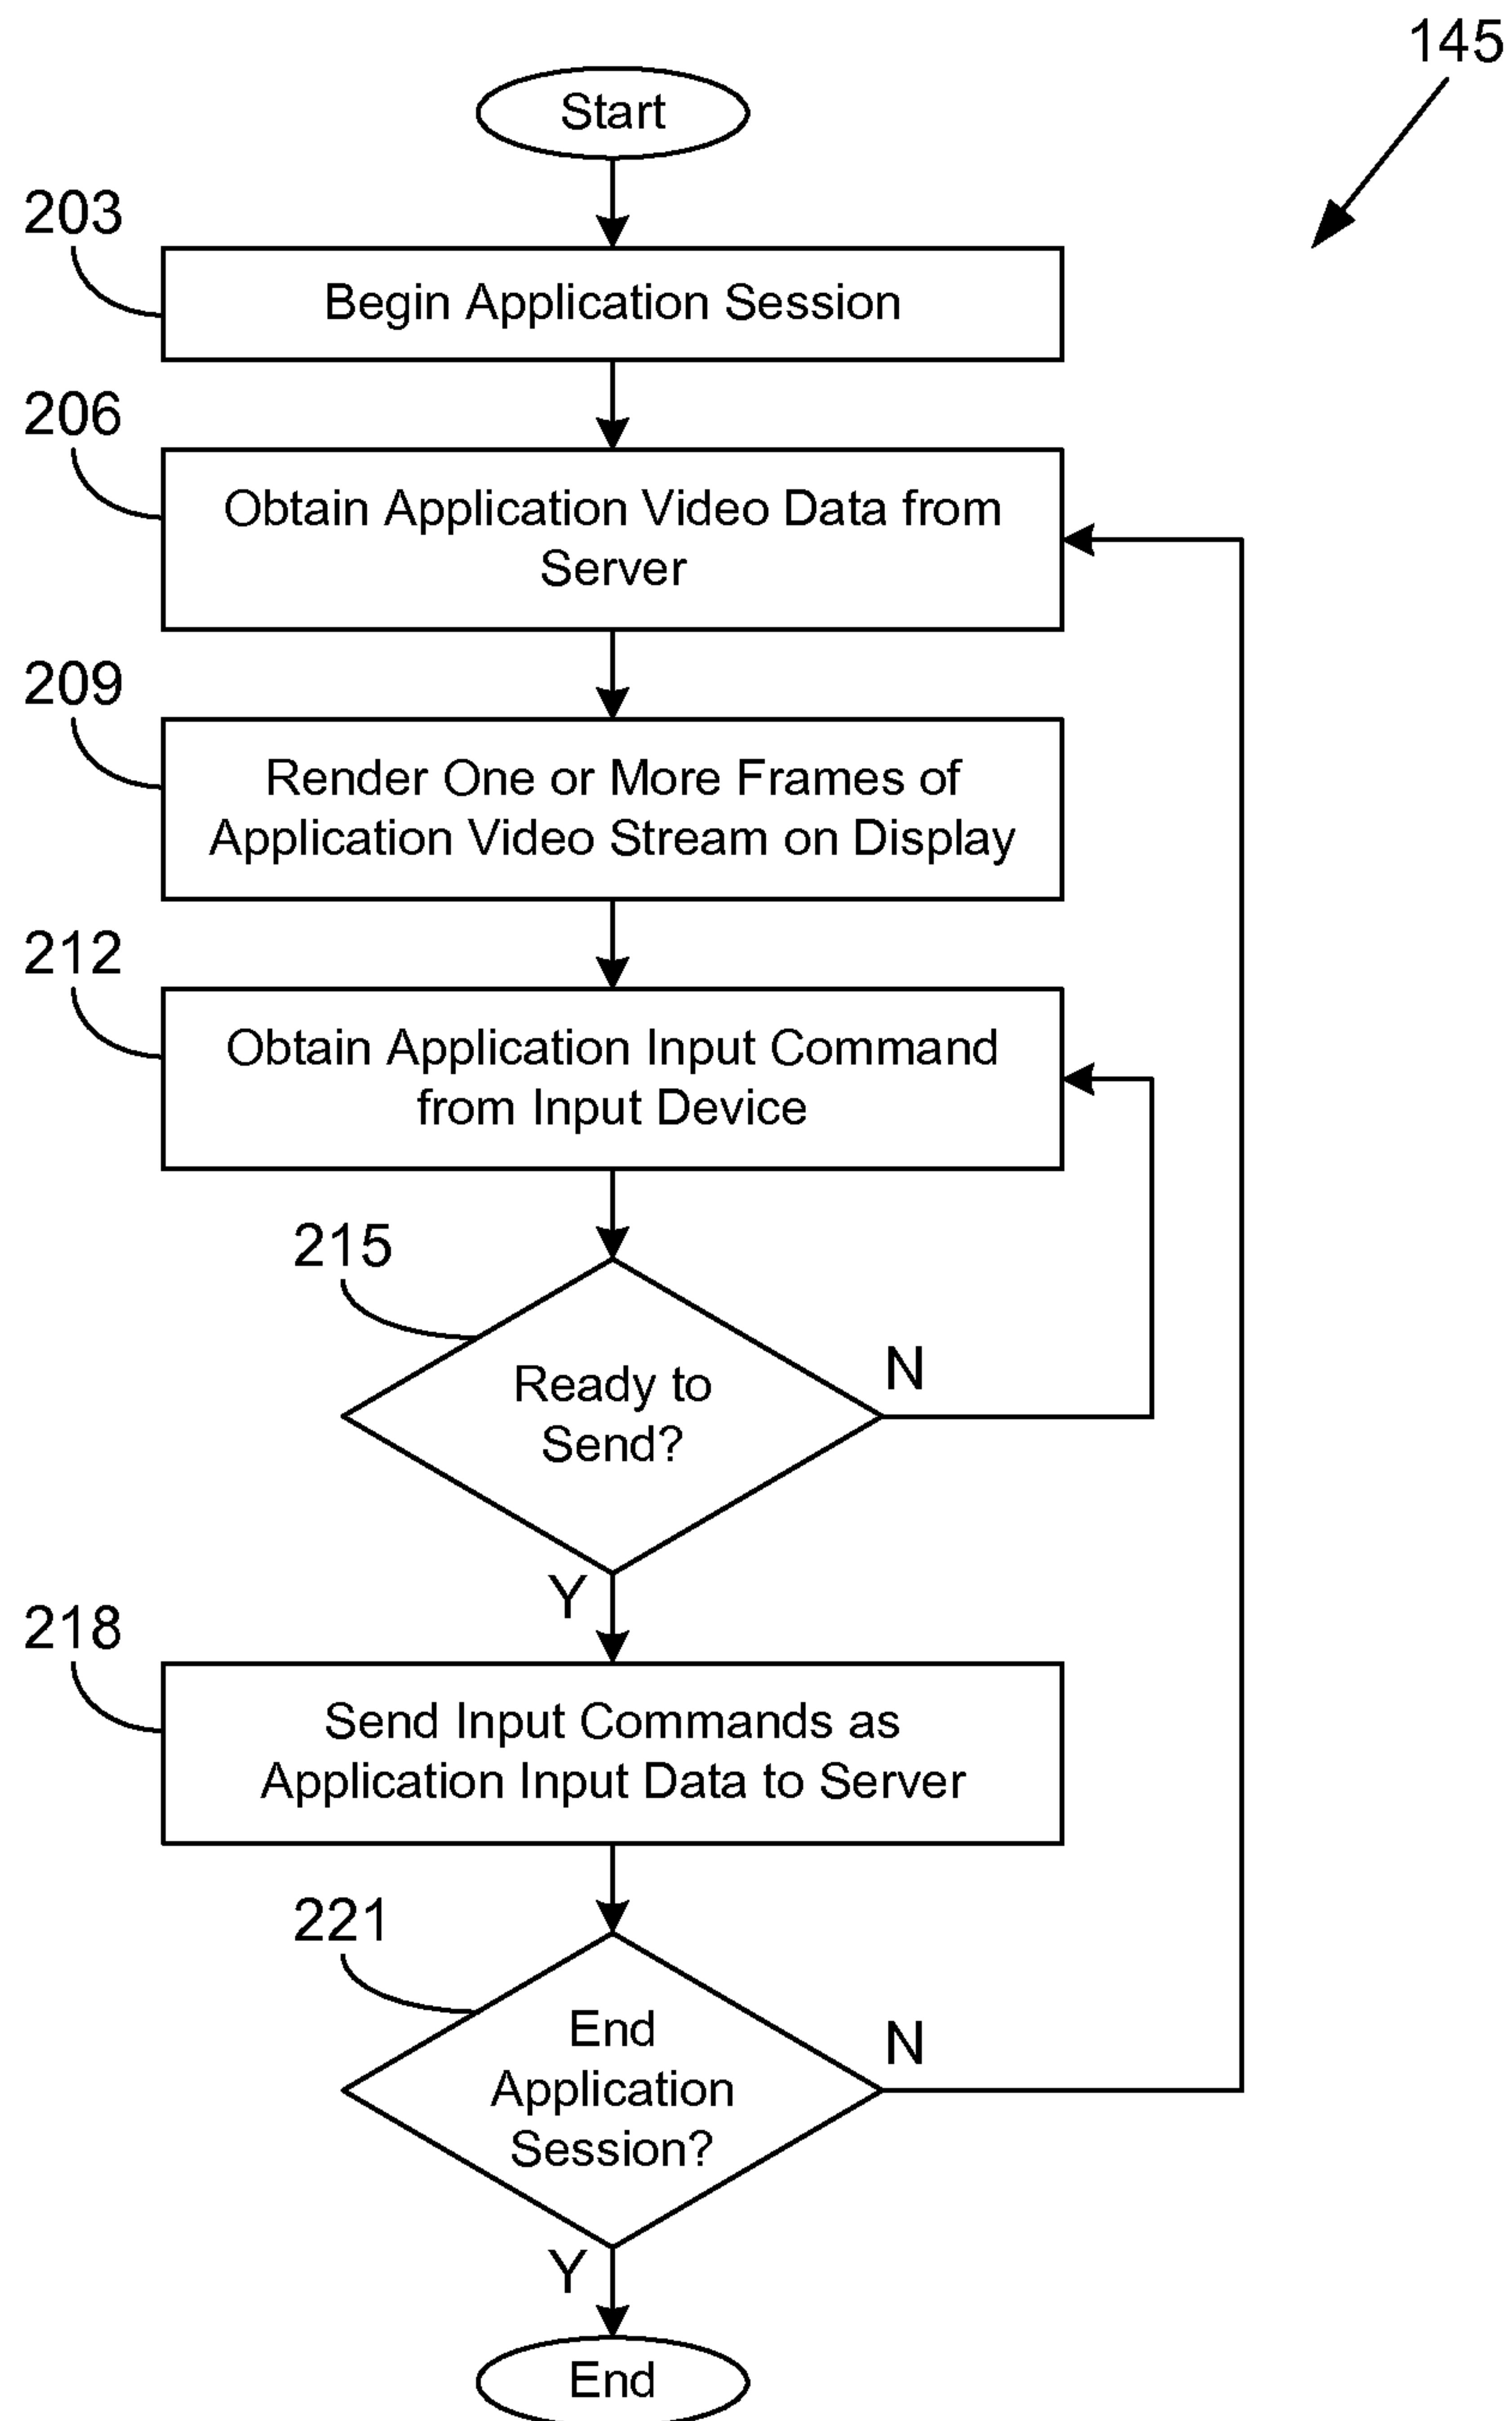 145
Start
203
Begin Application Session
206
Obtain Application Video Data from
Server
209
Render One or More Frames of
Application Video Stream on Display
212
Obtain Application Input Command
from Input Device
215
Ready to
Send?
N
Y
218
Send Input Commands as
Application Input Data to Server
221
End
Application
Session?
N
Y
End